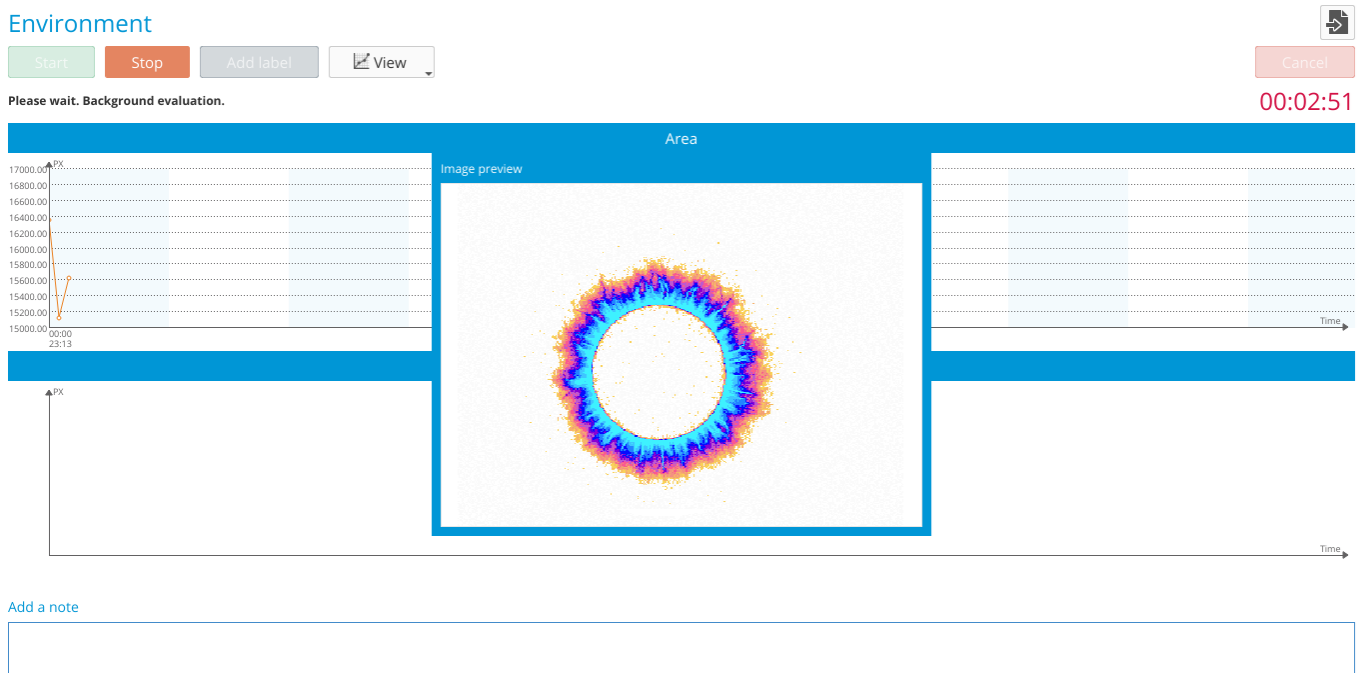 Environment
Start
Stop
Add label
View
Cancel
Please wait. Background evaluation.
00:02:51
Area
PX
17000.00
16800.00
16600.00
16400.00
16200.00
16000.00
15800.00
15600.00
15400.00
15200.00
15000.00
00:00
23:13
Time
Image preview
PX
Time
Add a note